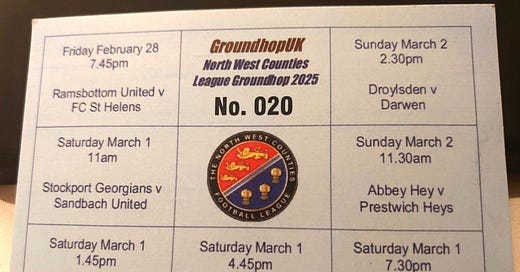 Friday February 28
7.45pm
Ramsbottom United v
FC St Helens
GroundhopUK
North West Counties
League Groundhop 2025
No. 020
Sunday March 2
2.30pm
Droylsden v
Darwen
Saturday March 1
11am
Stockport Georgians v
Sandbach United
THE NORTH WEST COUNTIES
FOOTBALL LEAGUE
Sunday March 2
11.30am
Abbey Hey v
Prestwich Heys
Saturday March 1
1.45pm
Saturday March 1
4.45pm
Saturday March 1
7.30pm